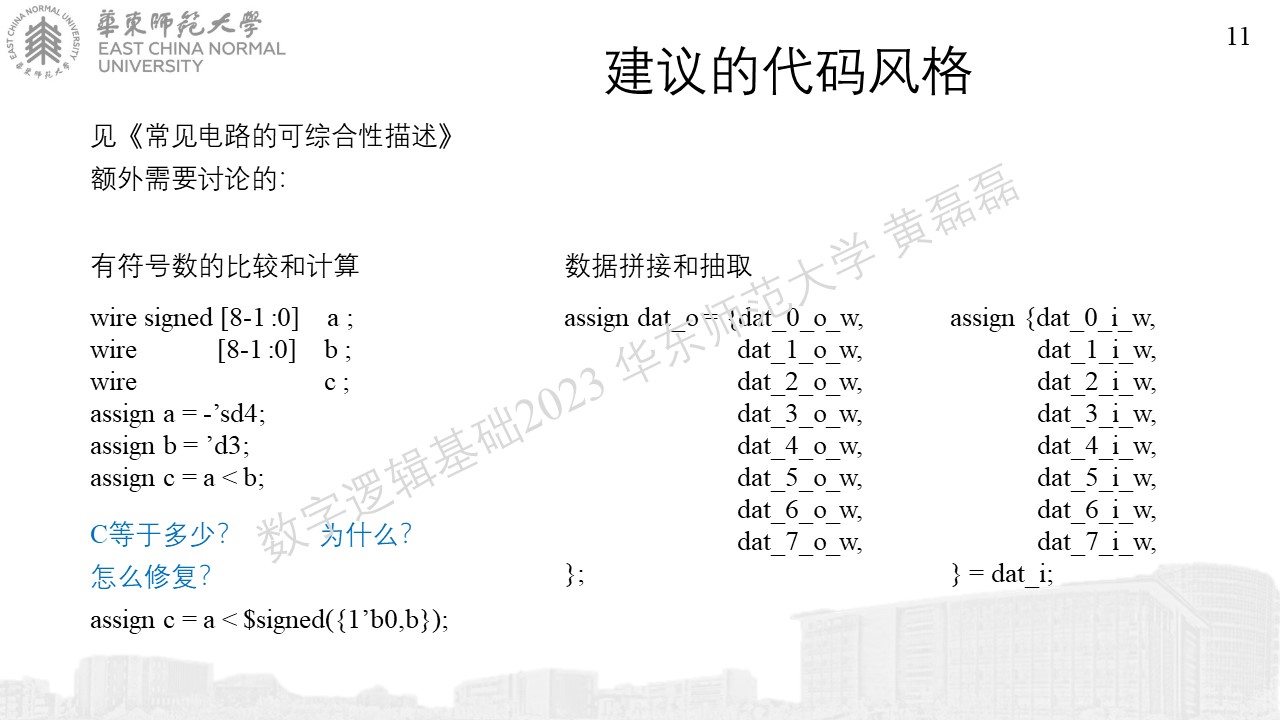 華東師範大學
EAST CHINA NORMAL
UNIVERSITY
EAST CHINA NORMAL UNIVERSITY
華東师範大学
11
建议的代码风格
见《常见电路的可综合性描述》
额外需要讨论的：
有符号数的比较和计算
wire signed [8-1 :0] a ;
wire [8-1 :0] b ;
wire c ;
assign a = -’sd4;
assign b = ’d3;
assign c = a < b;
C等于多少？ 为什么？
怎么修复？
assign c = a < $signed({1’b0,b});
数据拼接和抽取
assign dat_o = {dat_0_o_w,
dat_1_o_w,
dat_2_o_w,
dat_3_o_w,
dat_4_o_w,
dat_5_o_w,
dat_6_o_w,
dat_7_o_w,
};
assign {dat_0_i_w,
dat_1_i_w,
dat_2_i_w,
dat_3_i_w,
dat_4_i_w,
dat_5_i_w,
dat_6_i_w,
dat_7_i_w,
} = dat_i;
数字逻辑基础2023 华东师范大学 黄磊磊